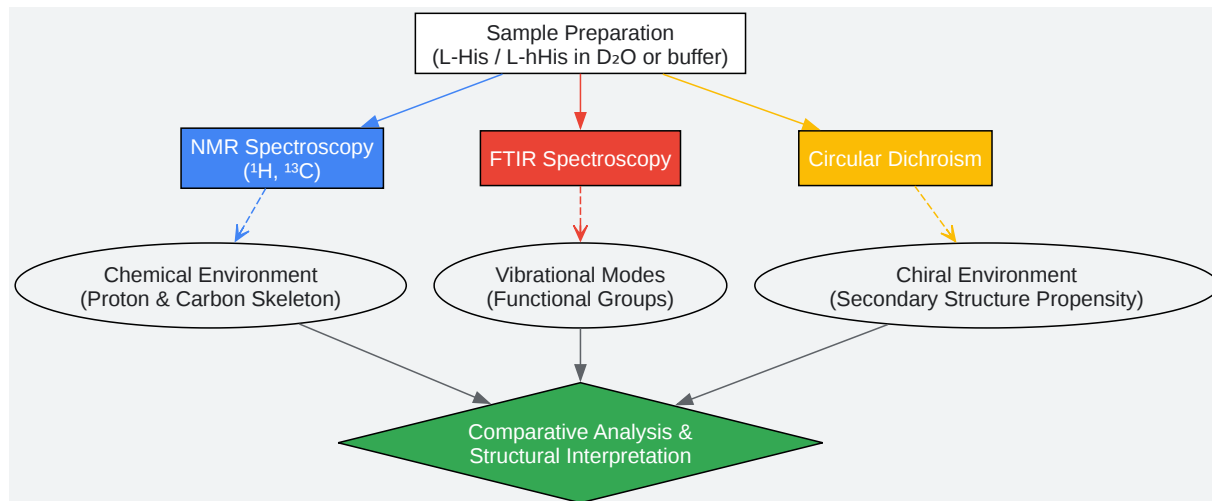 Sample Preparation
(L-His / L-hHis in D₂O or buffer)
NMR Spectroscopy
(¹H, ¹³C)
FTIR Spectroscopy
Circular Dichroism
Chemical Environment
(Proton & Carbon Skeleton)
Vibrational Modes
(Functional Groups)
Chiral Environment
(Secondary Structure Propensity)
Comparative Analysis &
Structural Interpretation